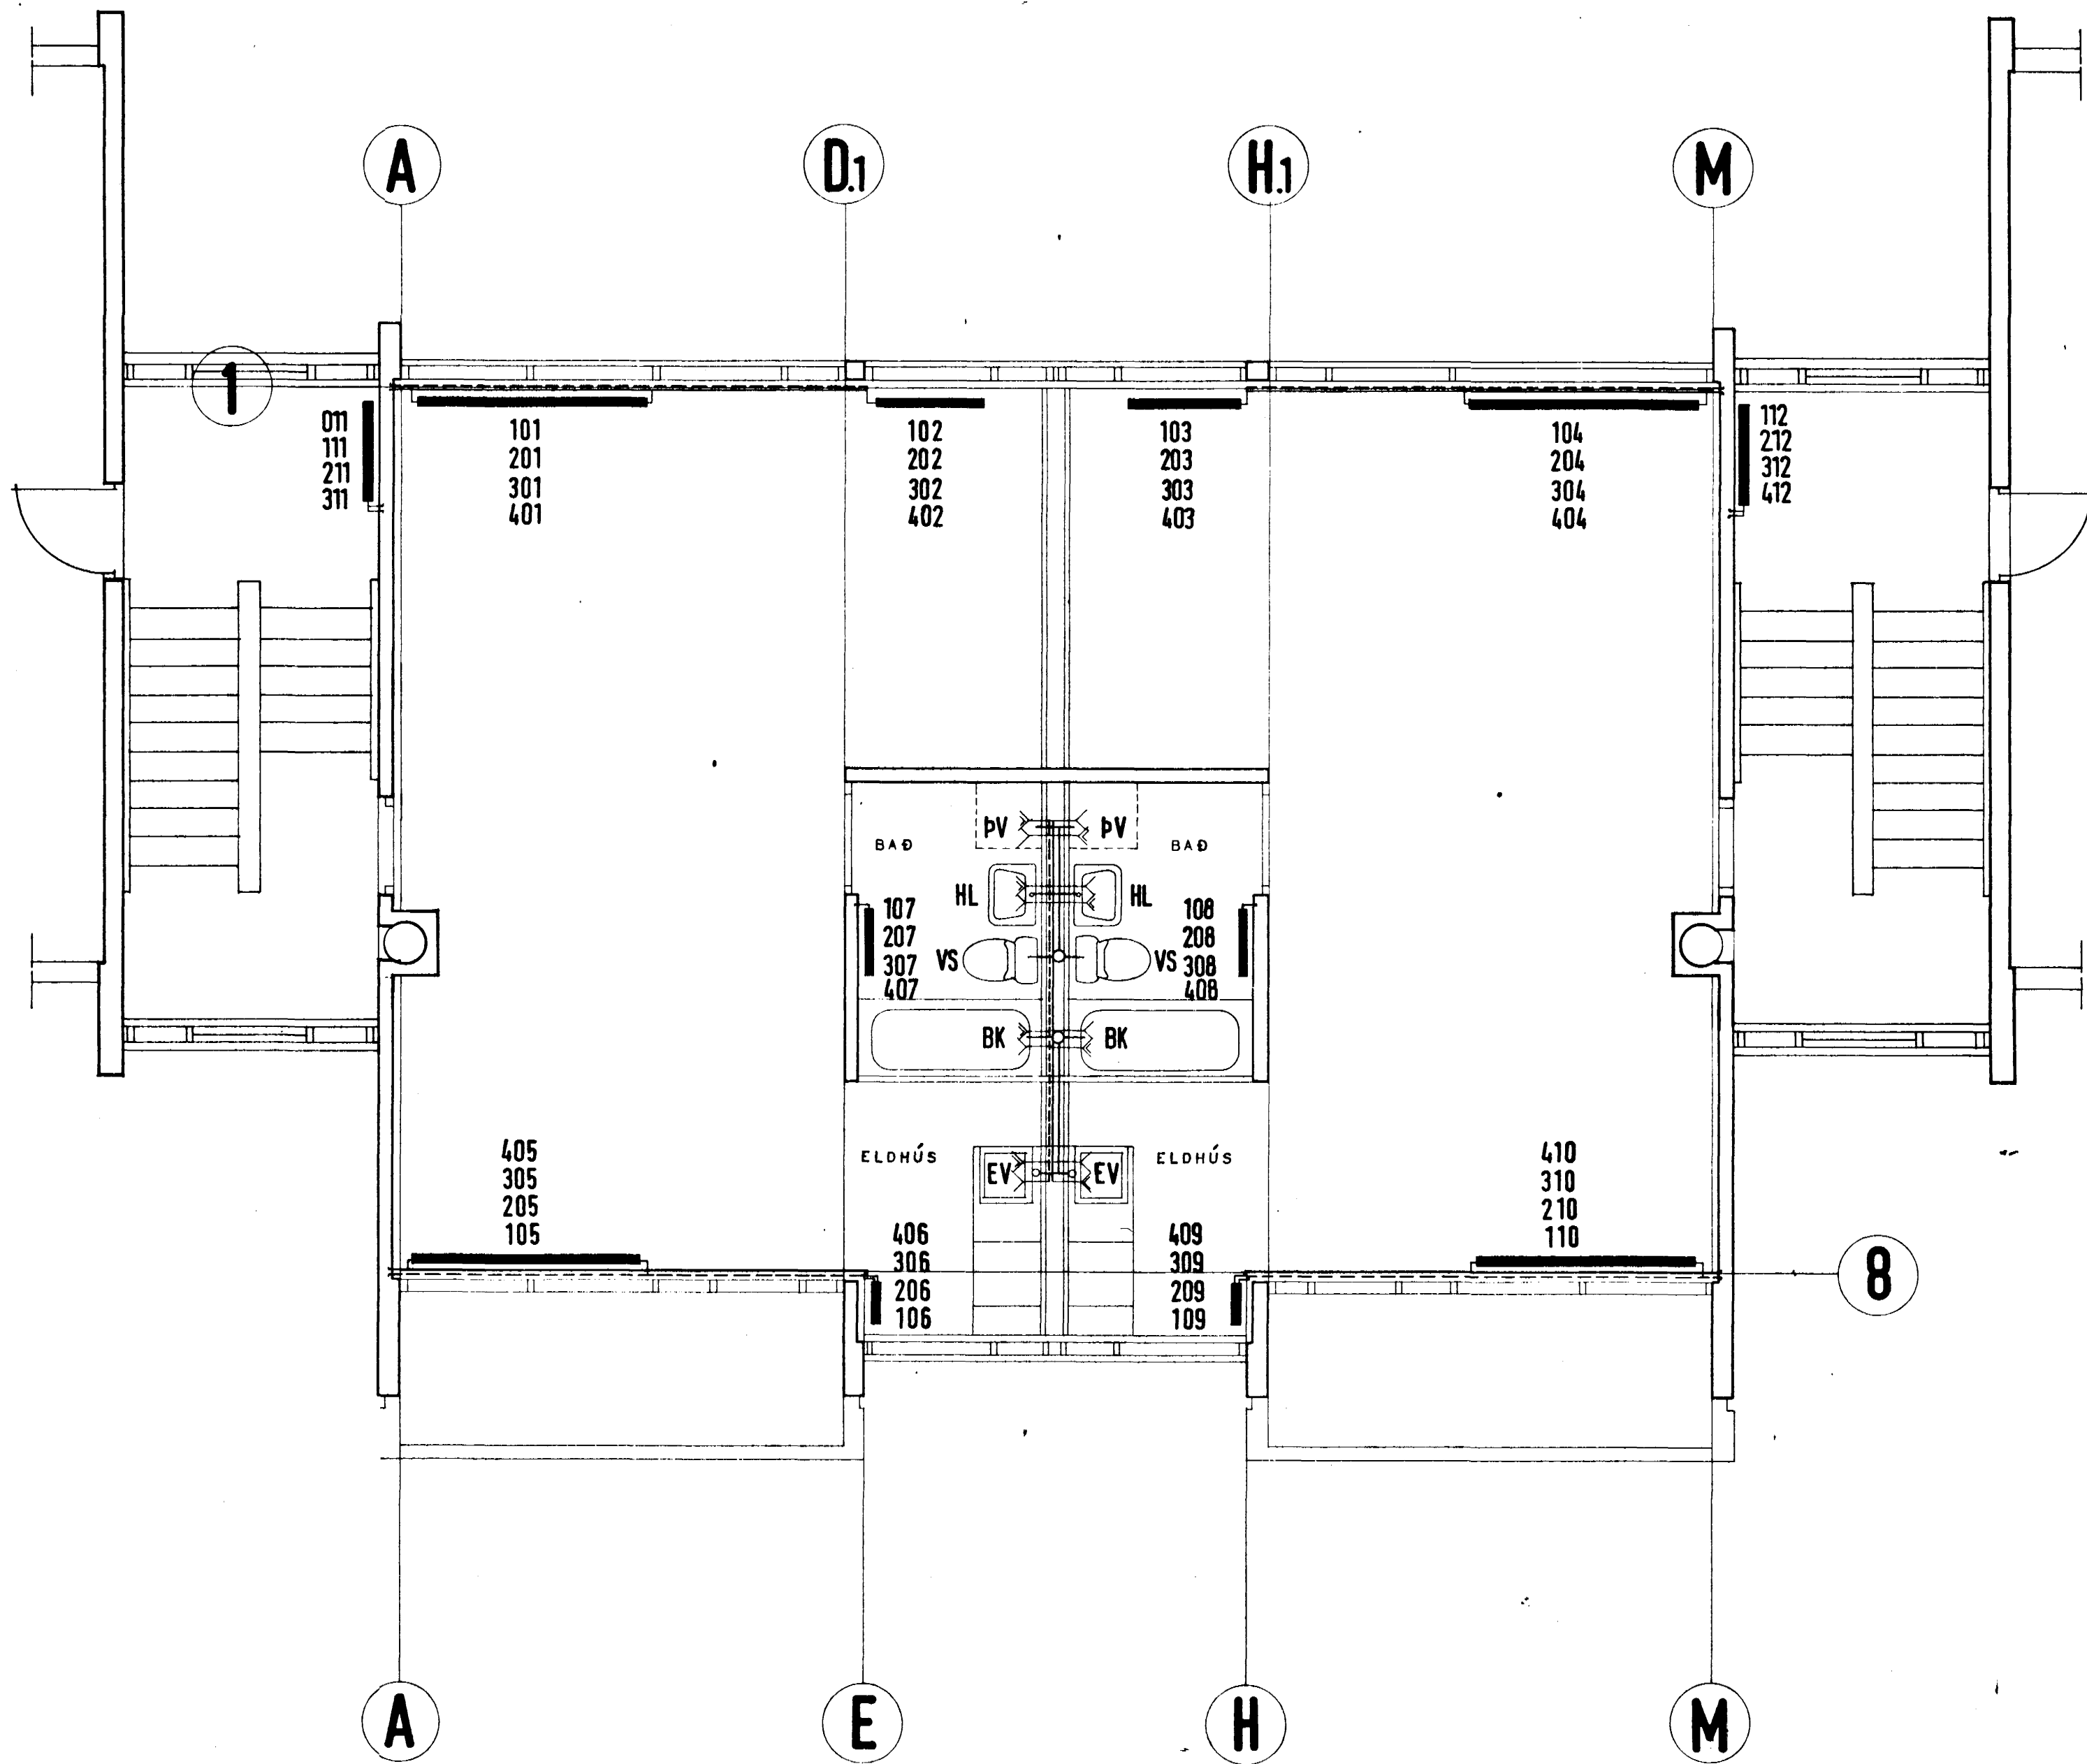 A
D.1
H.1
M
1
011
111
211
311
101
201
301
401
102
202
302
402
103
203
303
403
104
204
304
404
112
212
312
412
ÞV
ÞV
BAÐ
BAÐ
HL
HL
107
207
307
407
VS
VS
108
208
308
408
BK
BK
ELDHÚS
ELDHÚS
EV
EV
405
305
205
105
406
306
206
106
409
309
209
109
410
310
210
110
8
A
E
H
M